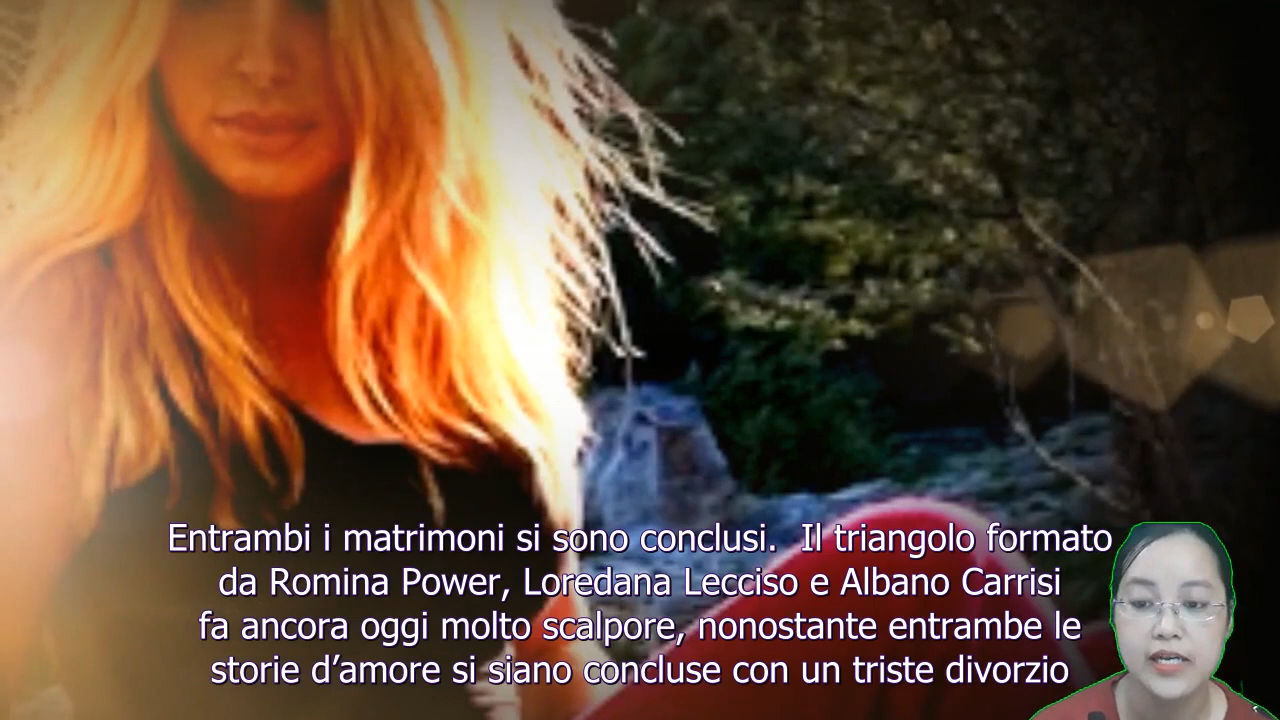 Entrambi i matrimoni si sono conclusi.  Il triangolo formato
da Romina Power, Loredana Lecciso e Albano Carrisi
fa ancora oggi molto scalpore, nonostante entrambe le
storie d’amore si siano concluse con un triste divorzio